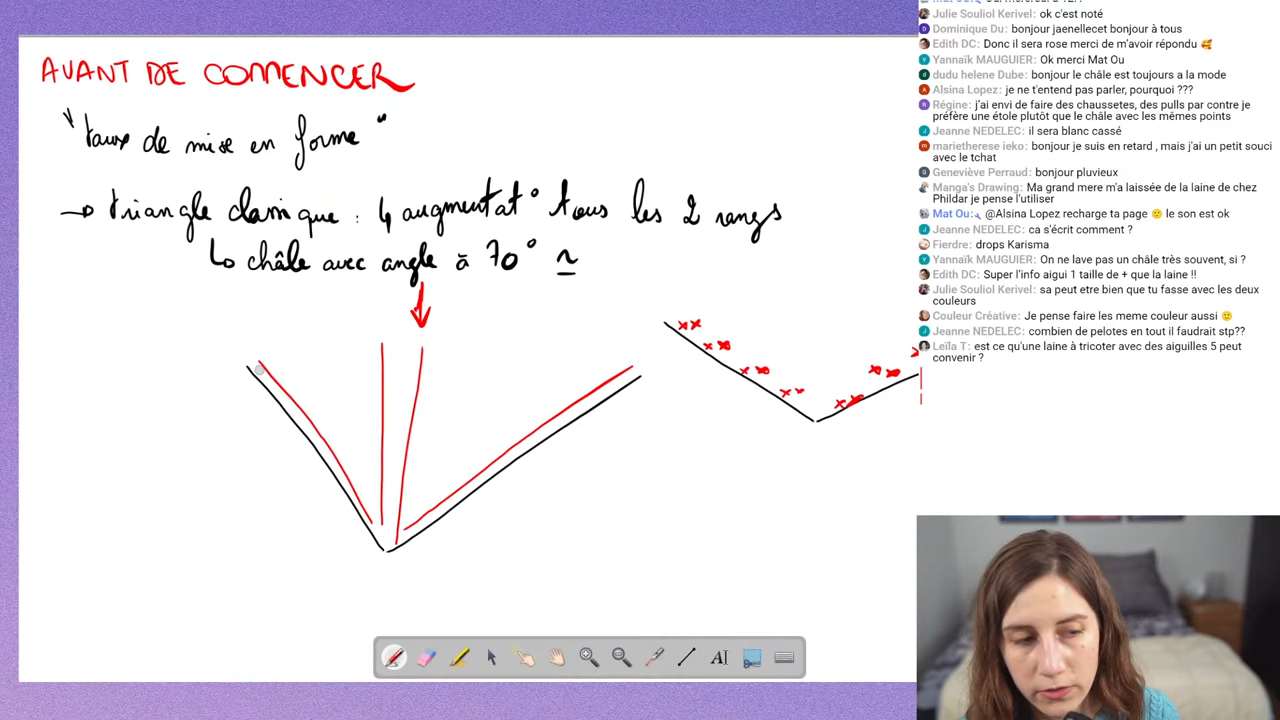 AVANT DE COMENCER
"taux de mise en forme"
→ triangle classique : 4 augmentat° tous les 2 rangs
↳ châle avec angle à 70° ~
Julie Souliol Kerivel: ok c'est noté
Dominique Du: bonjour jaenellecet bonjour à tous
Edith DC: Donc il sera rose merci de m'avoir répondu 🥰
Yannaïk MAUGUIER: Ok merci Mat Ou
dudu helene Dube: bonjour le châle est toujours a la mode
Alsina Lopez: je ne t'entend pas parler, pourquoi ???
Régine: j'ai envi de faire des chaussetes, des pulls par contre je
préfère une étole plutôt que le châle avec les mêmes points
Jeanne NEDELEC: il sera blanc cassé
marietherese ieko: bonjour je suis en retard , mais j'ai un petit souci
avec le tchat
Geneviève Perraud: bonjour pluvieux
Manga's Drawing: Ma grand mere m'a laissée de la laine de chez
Phildar je pense l'utiliser
Mat Ou: @Alsina Lopez recharge ta page 🙂 le son est ok
Jeanne NEDELEC: ca s'écrit comment ?
Fierdre: drops Karisma
Yannaïk MAUGUIER: On ne lave pas un châle très souvent, si ?
Edith DC: Super l'info aigui 1 taille de + que la laine !!
Julie Souliol Kerivel: sa peut etre bien que tu fasse avec les deux
couleurs
Couleur Créative: Je pense faire les meme couleur aussi 🙂
Jeanne NEDELEC: combien de pelotes en tout il faudrait stp??
Leïla T: est ce qu'une laine à tricoter avec des aiguilles 5 peut
convenir ?
AI